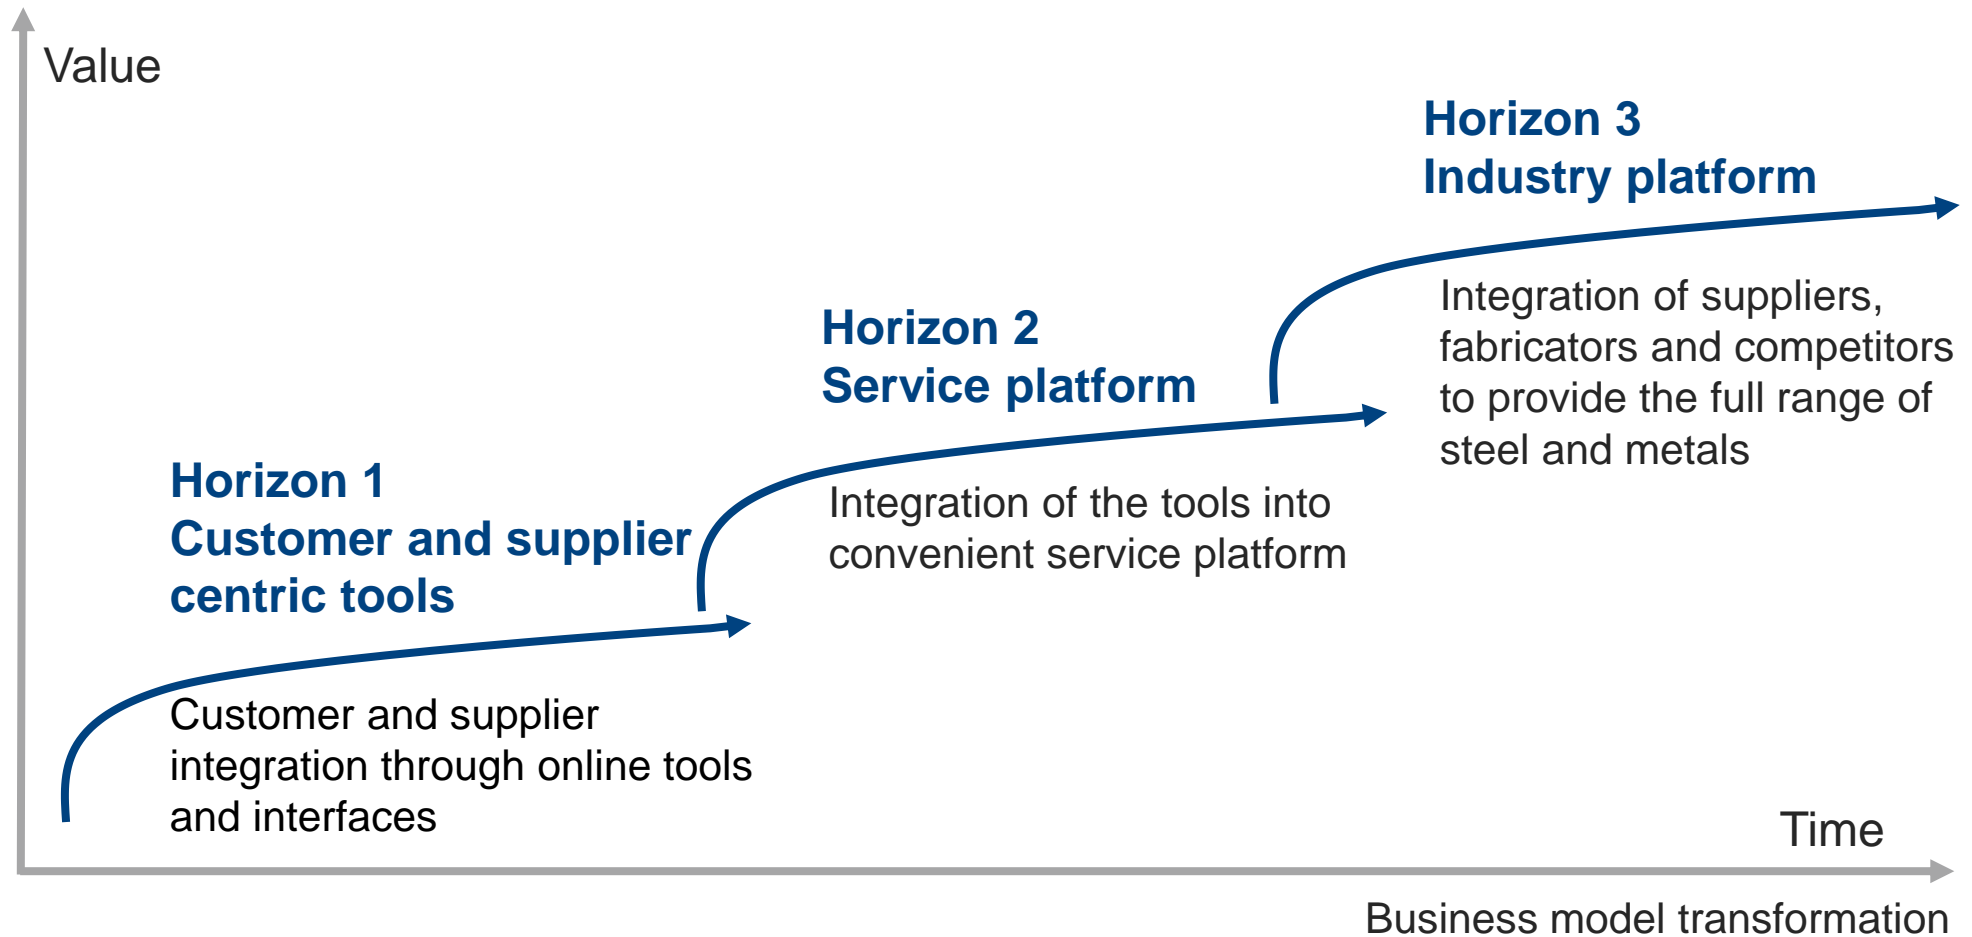 Value
Horizon 3
Industry platform
Integration of suppliers,
fabricators and competitors
to provide the full range of
steel and metals
Horizon 2
Service platform
Integration of the tools into
convenient service platform
Horizon 1
Customer and supplier
centric tools
Customer and supplier
integration through online tools
and interfaces
Time
Business model transformation